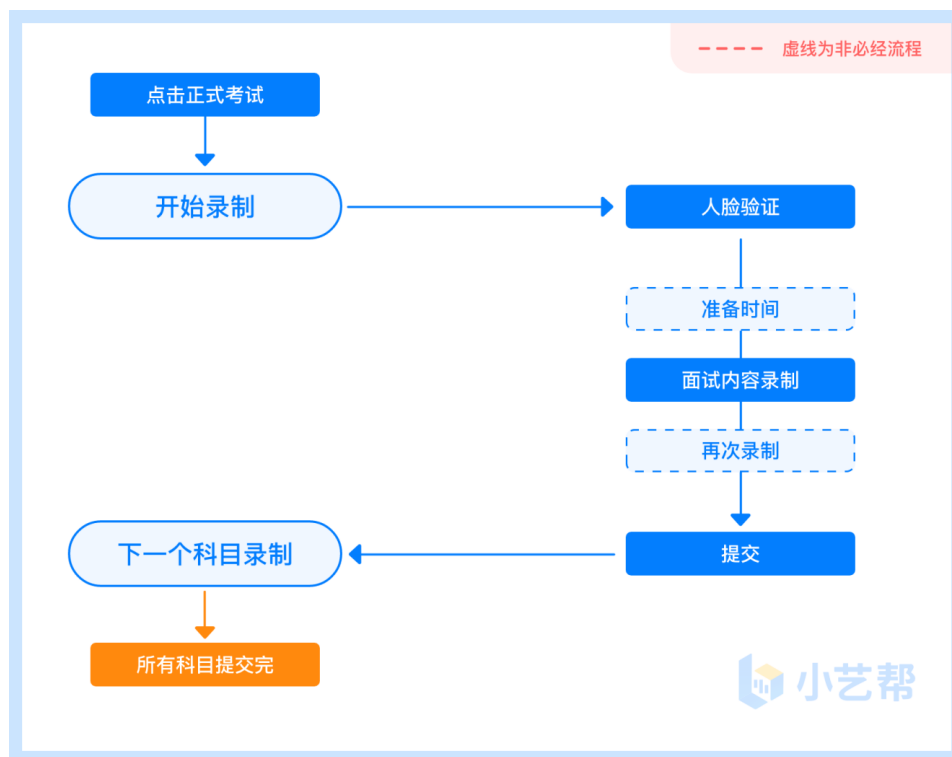 虚线为非必经流程
点击正式考试
开始录制
人脸验证
准备时间
面试内容录制
再次录制
提交
下一个科目录制
所有科目提交完
小艺帮